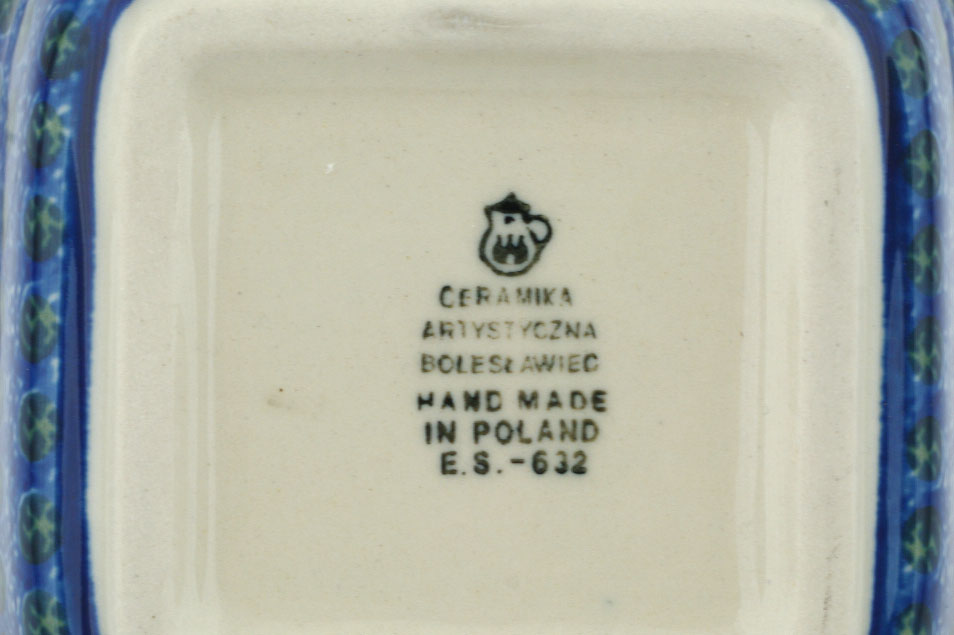 CERAMIKA
ARTYSTYCZNA
BOLESŁAWIEC
HAND MADE
IN POLAND
E.S.-632